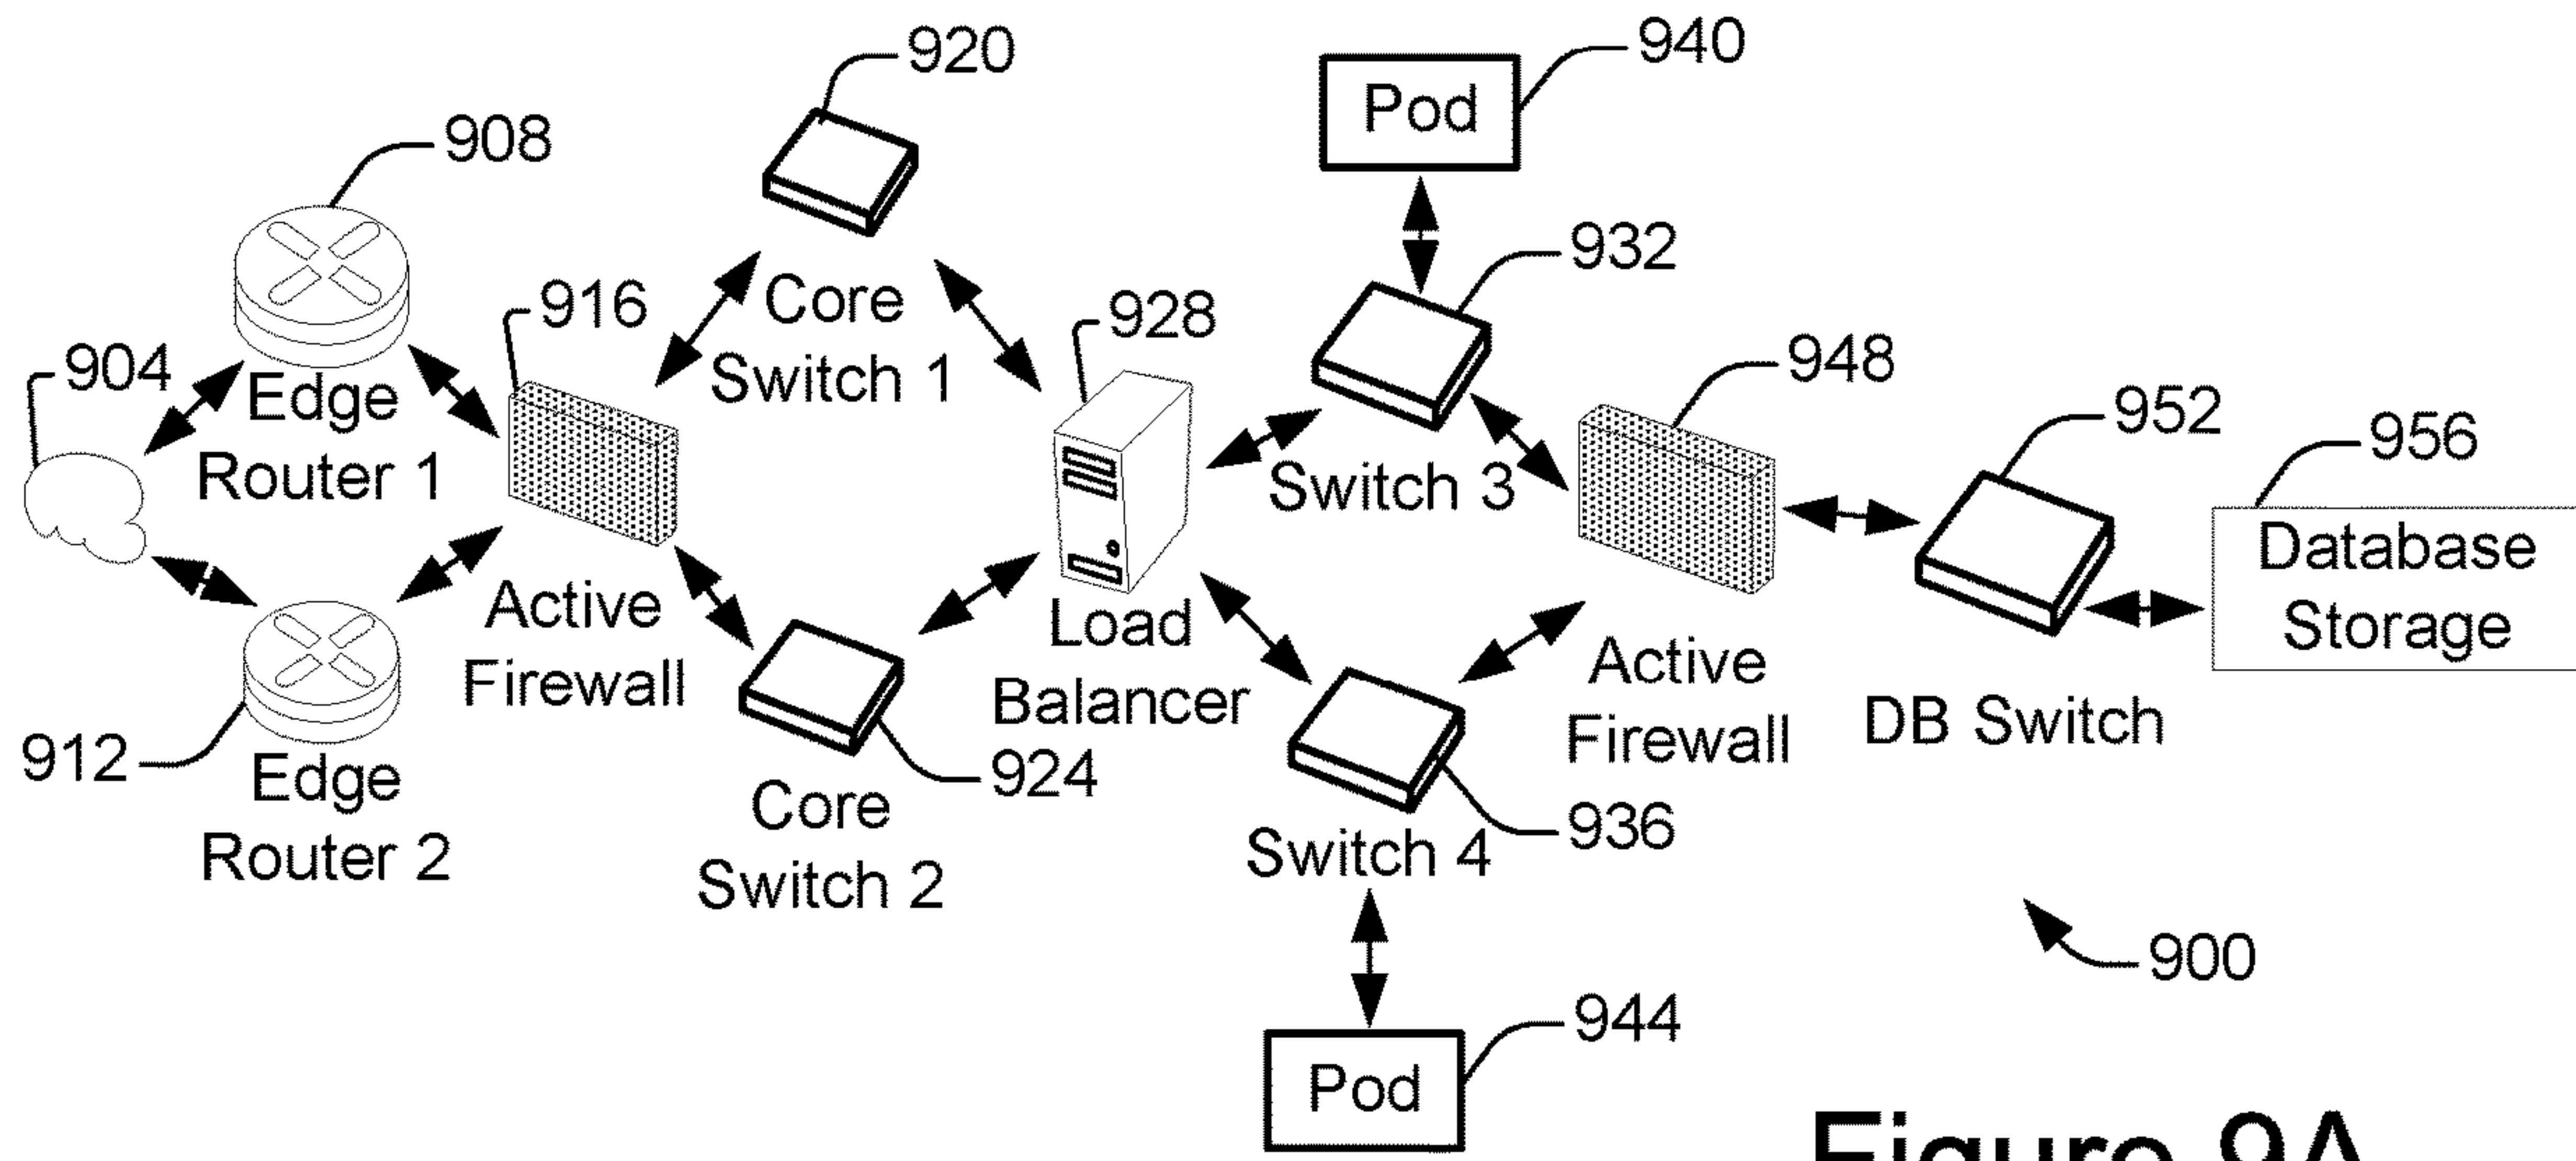 920
940
Pod
908
932
916
Core
Switch 1
928
948
904
Edge
Router 1
952
956
Switch 3
Database
Storage
Active
Firewall
Load
Balancer
Active
Firewall
DB Switch
912
Edge
Router 2
924
Core
Switch 2
936
Switch 4
900
944
Pod
Figure 9A